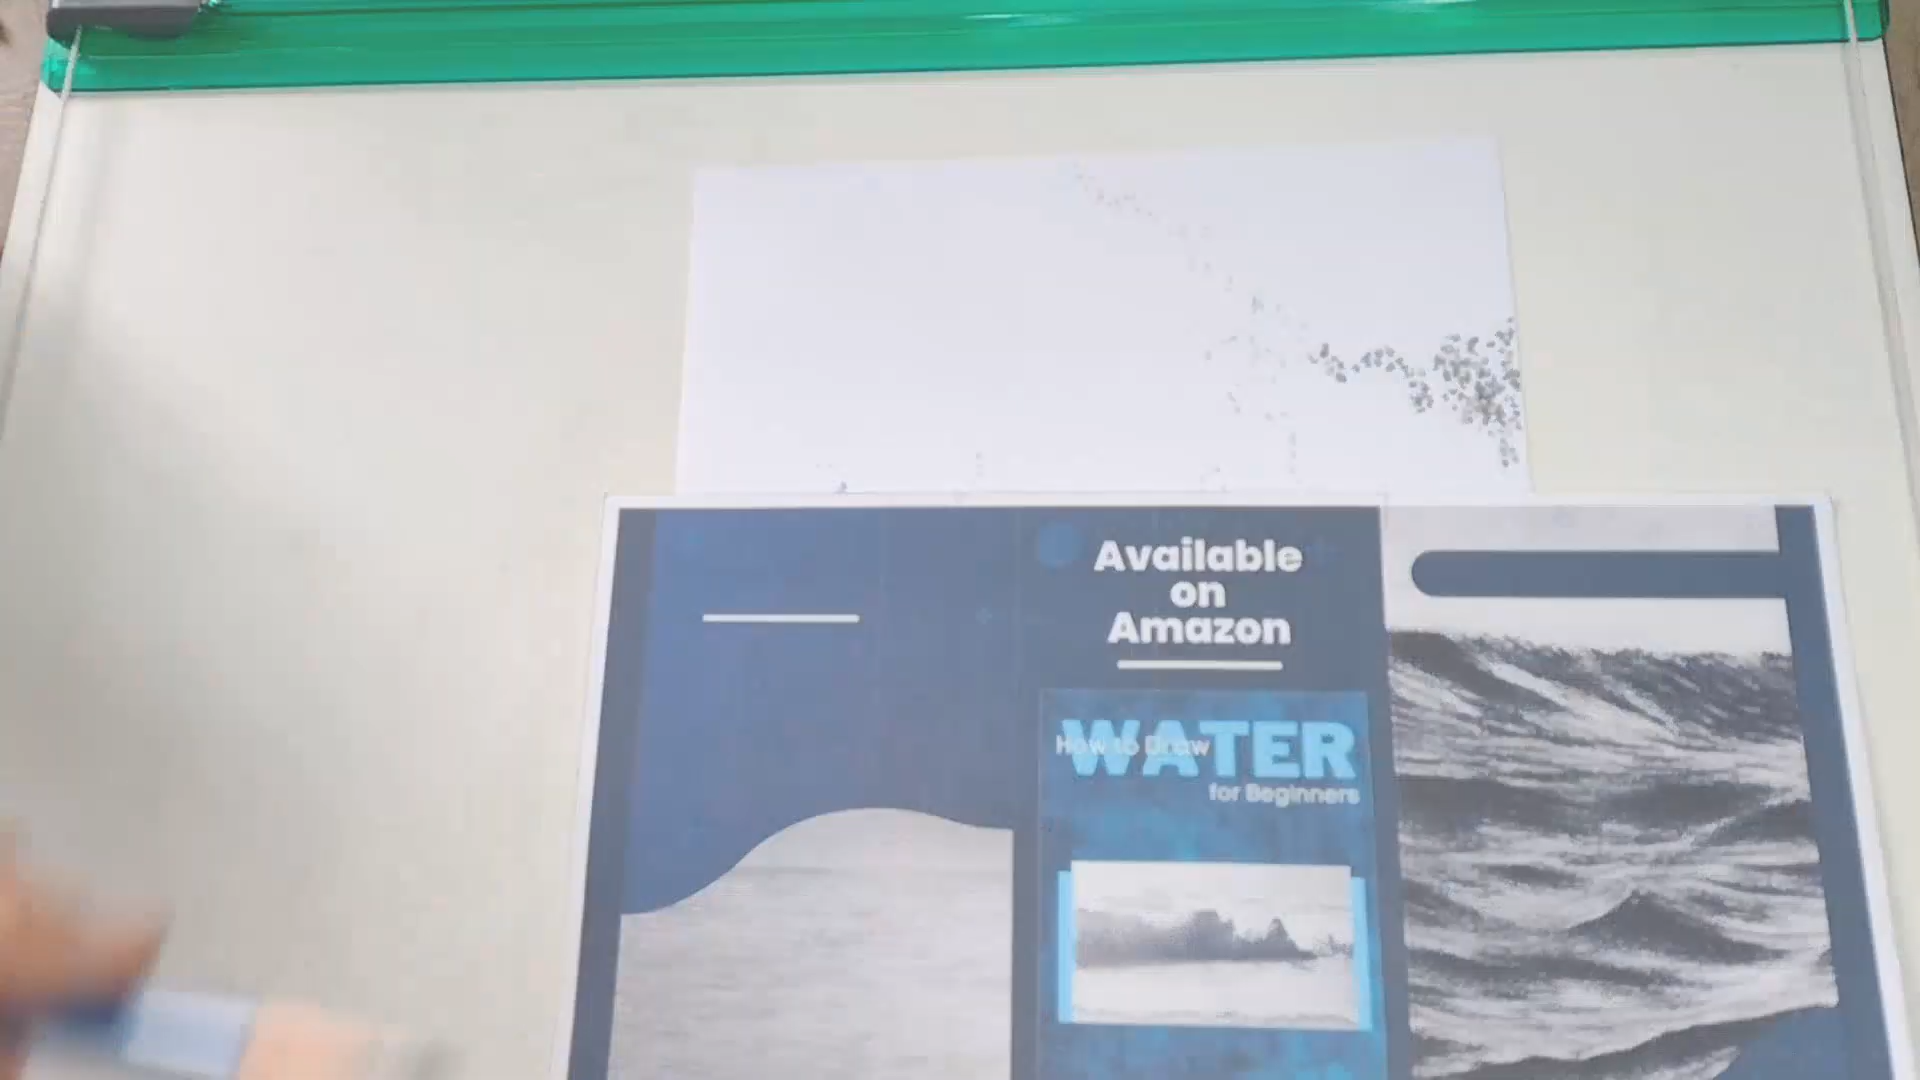 Available
on
Amazon
How to Draw
WATER
for Beginners